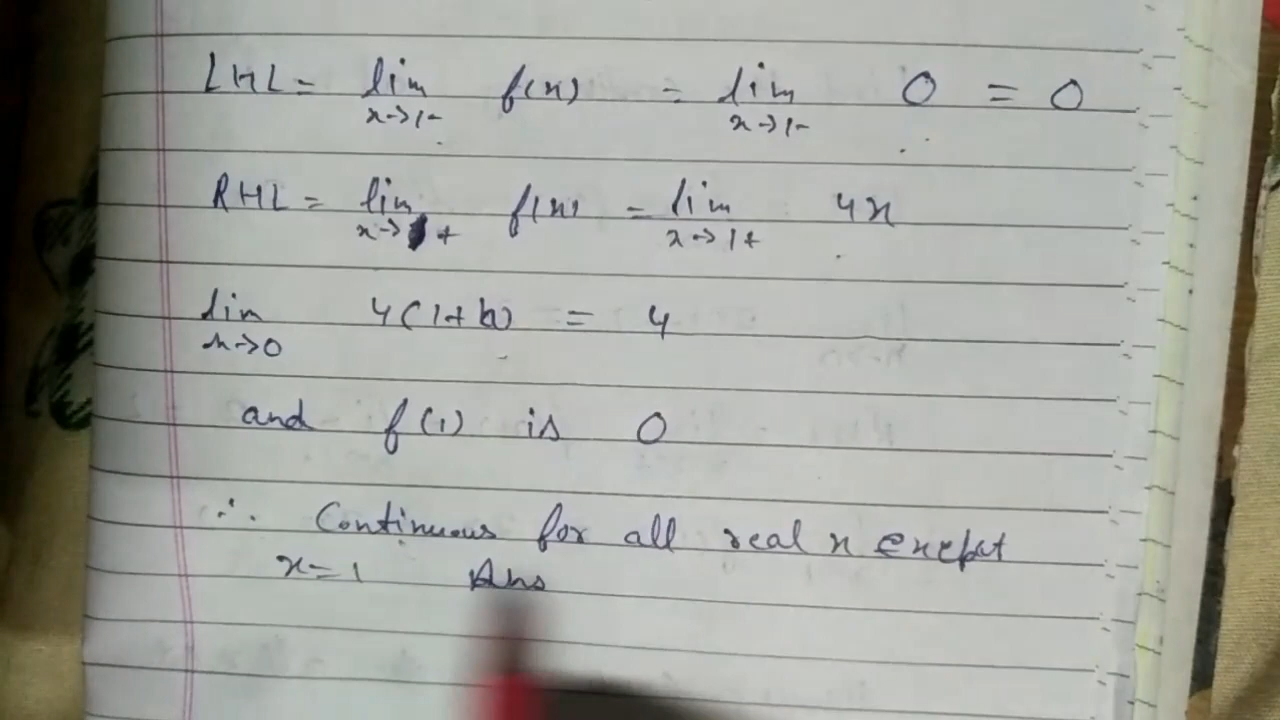 LHL = lim f(x) = lim 0 = 0
x→1- x→1-
RHL = lim f(x) = lim 4x
x→1+ x→1+
lim 4(1+h) = 4
h→0
and f(1) is 0
∴ Continuous for all real x except
x=1 Ans